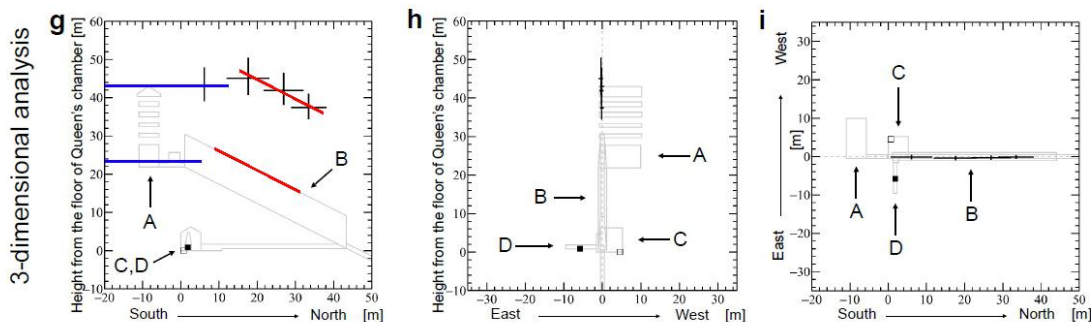 3-dimensional analysis
g
Height from the floor of Queen's chamber [m]
60
50
40
30
20
10
0
−10
A
B
C,D
−20 −10 0 10 20 30 40 50
South North [m]
h
Height from the floor of Queen's chamber [m]
60
50
40
30
20
10
0
−10
A
B
D
C
−30 −20 −10 0 10 20 30
East West [m]
i
East West
[m]
30
20
10
0
−10
−20
−30
C
A
D
B
−20 −10 0 10 20 30 40 50
South North [m]